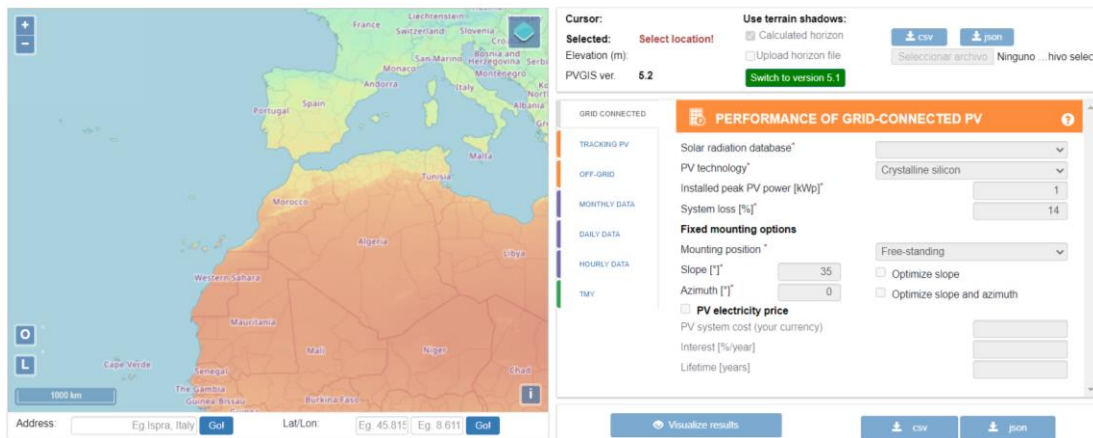 +
−
France
Liechtenstein
Switzerland
Slovenia
Cro
San-Marino
Bosnia and
Herzegovina
Serbi
Monaco
Montenegro
Andorra
Italy
North
Albania
Portugal
Spain
Malta
Tunisia
Morocco
Algeria
Libya
Western Sahara
Mauritania
Mali
Niger
Cape Verde
Senegal
Chad
The Gambia
Guinea-Bissau
Burkina Faso
O
L
1000 km
i
Address:
Eg.Ispra, Italy
Go!
Lat/Lon:
Eg. 45.815
Eg. 8.611
Go!
Cursor:
Use terrain shadows:
Selected:
Select location!
Calculated horizon
csv
json
Elevation (m):
Upload horizon file
Seleccionar archivo
Ninguno …hivo selec
PVGIS ver.
5.2
Switch to version 5.1
GRID CONNECTED
TRACKING PV
OFF-GRID
MONTHLY DATA
DAILY DATA
HOURLY DATA
TMY
PERFORMANCE OF GRID-CONNECTED PV
?
Solar radiation database*
PV technology*
Crystalline silicon
Installed peak PV power [kWp]*
1
System loss [%]*
14
Fixed mounting options
Mounting position *
Free-standing
Slope [°]*
35
Optimize slope
Azimuth [°]*
0
Optimize slope and azimuth
PV electricity price
PV system cost (your currency)
Interest [%/year]
Lifetime [years]
Visualize results
csv
json